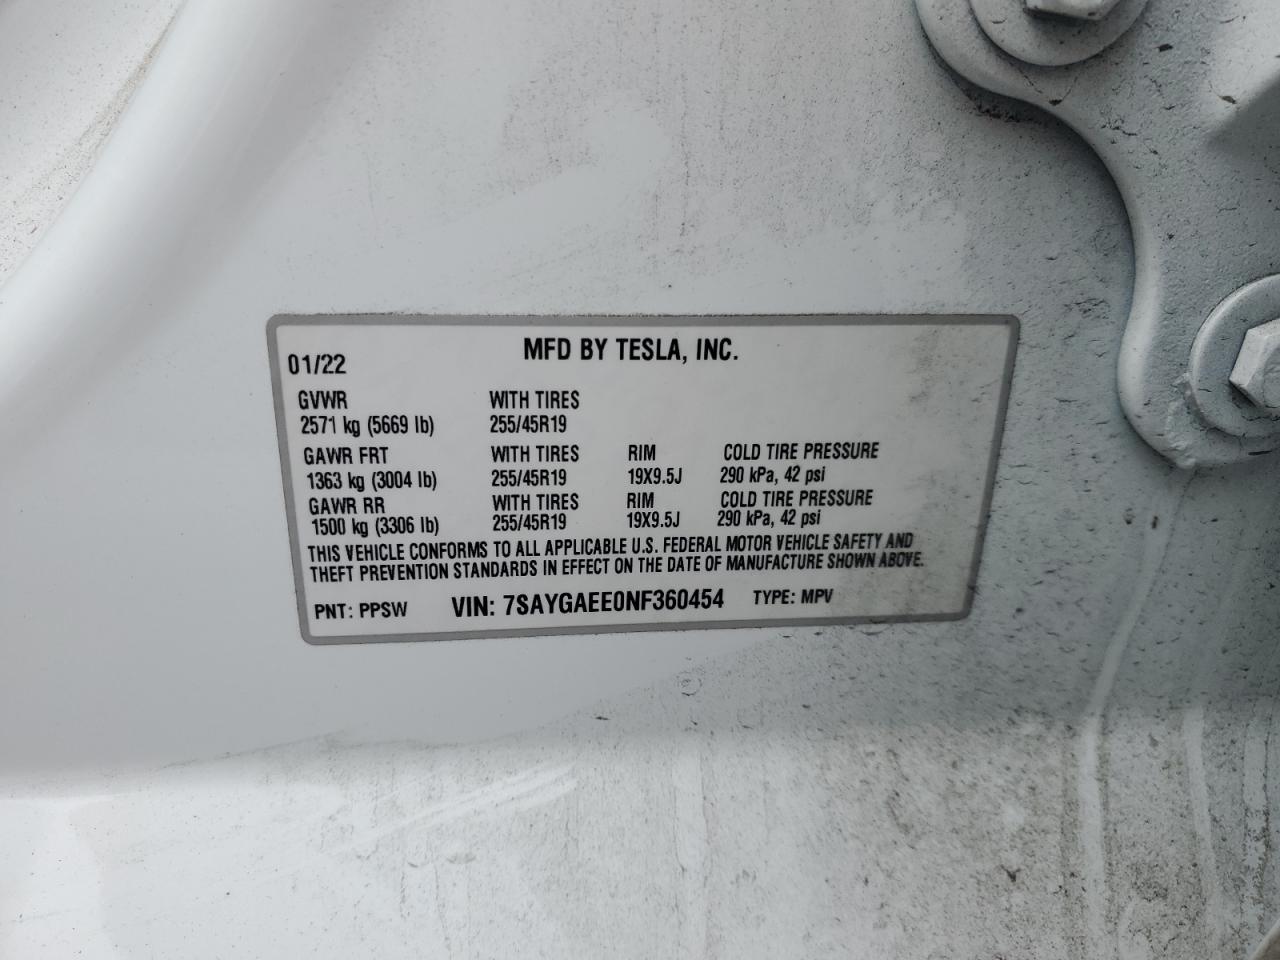 MFD BY TESLA, INC.
01/22
GVWR WITH TIRES
2571 kg (5669 lb) 255/45R19
GAWR FRT WITH TIRES RIM COLD TIRE PRESSURE
1363 kg (3004 lb) 255/45R19 19X9.5J 290 kPa, 42 psi
GAWR RR WITH TIRES RIM COLD TIRE PRESSURE
1500 kg (3306 lb) 255/45R19 19X9.5J 290 kPa, 42 psi
THIS VEHICLE CONFORMS TO ALL APPLICABLE U.S. FEDERAL MOTOR VEHICLE SAFETY AND
THEFT PREVENTION STANDARDS IN EFFECT ON THE DATE OF MANUFACTURE SHOWN ABOVE.
PNT: PPSW VIN: 7SAYGAEE0NF360454 TYPE: MPV